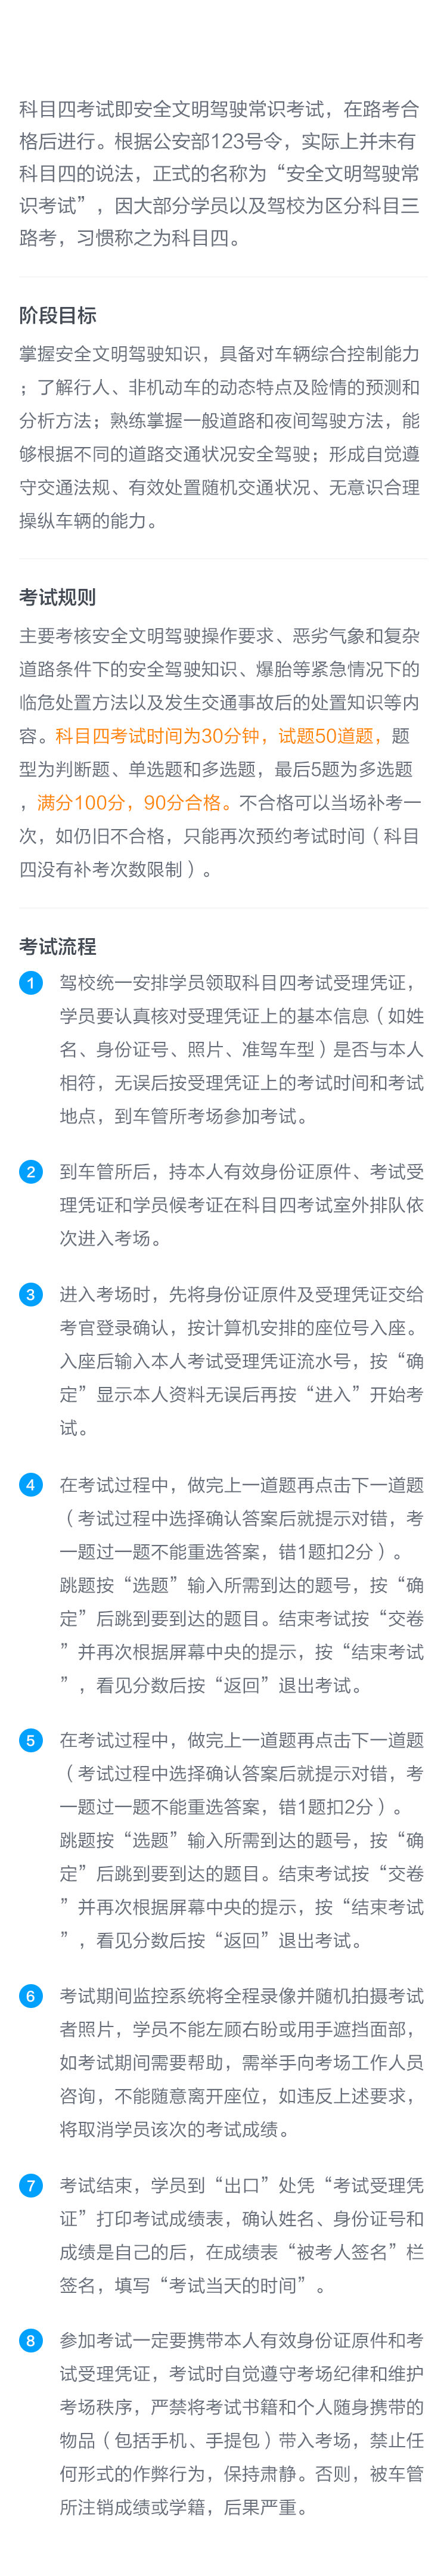 科目四考试即安全文明驾驶常识考试，在路考合
格后进行。根据公安部123号令，实际上并未有
科目四的说法，正式的名称为“安全文明驾驶常
识考试”，因大部分学员以及驾校为区分科目三
路考，习惯称之为科目四。
阶段目标
掌握安全文明驾驶知识，具备对车辆综合控制能力
；了解行人、非机动车的动态特点及险情的预测和
分析方法；熟练掌握一般道路和夜间驾驶方法，能
够根据不同的道路交通状况安全驾驶；形成自觉遵
守交通法规、有效处置随机交通状况、无意识合理
操纵车辆的能力。
考试规则
主要考核安全文明驾驶操作要求、恶劣气象和复杂
道路条件下的安全驾驶知识、爆胎等紧急情况下的
临危处置方法以及发生交通事故后的处置知识等内
容。科目四考试时间为30分钟，试题50道题，题
型为判断题、单选题和多选题，最后5题为多选题
，满分100分，90分合格。不合格可以当场补考一
次，如仍旧不合格，只能再次预约考试时间（科目
四没有补考次数限制）。
考试流程
1 驾校统一安排学员领取科目四考试受理凭证，
学员要认真核对受理凭证上的基本信息（如姓
名、身份证号、照片、准驾车型）是否与本人
相符，无误后按受理凭证上的考试时间和考试
地点，到车管所考场参加考试。
2 到车管所后，持本人有效身份证原件、考试受
理凭证和学员候考证在科目四考试室外排队依
次进入考场。
3 进入考场时，先将身份证原件及受理凭证交给
考官登录确认，按计算机安排的座位号入座。
入座后输入本人考试受理凭证流水号，按“确
定”显示本人资料无误后再按“进入”开始考
试。
4 在考试过程中，做完上一道题再点击下一道题
（考试过程中选择确认答案后就提示对错，考
一题过一题不能重选答案，错1题扣2分）。
跳题按“选题”输入所需到达的题号，按“确
定”后跳到要到达的题目。结束考试按“交卷
”并再次根据屏幕中央的提示，按“结束考试
”，看见分数后按“返回”退出考试。
5 在考试过程中，做完上一道题再点击下一道题
（考试过程中选择确认答案后就提示对错，考
一题过一题不能重选答案，错1题扣2分）。
跳题按“选题”输入所需到达的题号，按“确
定”后跳到要到达的题目。结束考试按“交卷
”并再次根据屏幕中央的提示，按“结束考试
”，看见分数后按“返回”退出考试。
6 考试期间监控系统将全程录像并随机拍摄考试
者照片，学员不能左顾右盼或用手遮挡面部，
如考试期间需要帮助，需举手向考场工作人员
咨询，不能随意离开座位，如违反上述要求，
将取消学员该次的考试成绩。
7 考试结束，学员到“出口”处凭“考试受理凭
证”打印考试成绩表，确认姓名、身份证号和
成绩是自己的后，在成绩表“被考人签名”栏
签名，填写“考试当天的时间”。
8 参加考试一定要携带本人有效身份证原件和考
试受理凭证，考试时自觉遵守考场纪律和维护
考场秩序，严禁将考试书籍和个人随身携带的
物品（包括手机、手提包）带入考场，禁止任
何形式的作弊行为，保持肃静。否则，被车管
所注销成绩或学籍，后果严重。